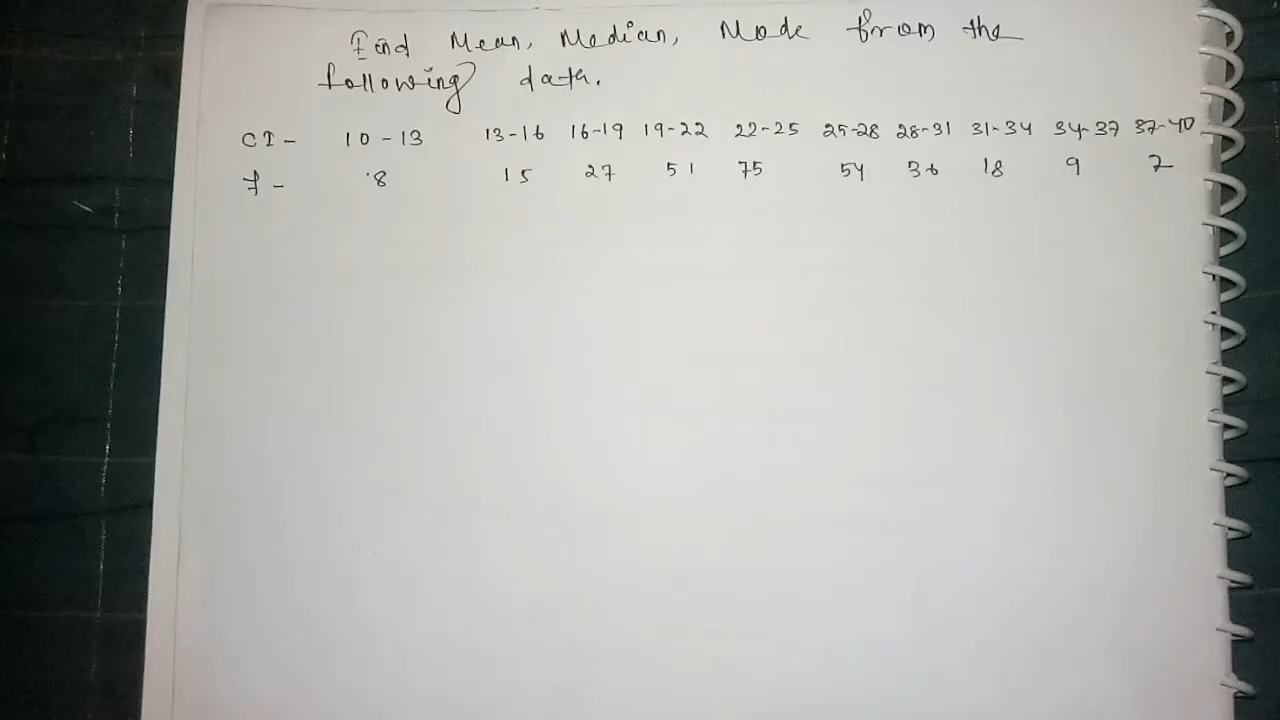 Find Mean, Median, Mode from the
following data.
CI - 10-13 13-16 16-19 19-22 22-25 25-28 28-31 31-34 34-37 37-40
f - 8 15 27 51 75 54 36 18 9 7